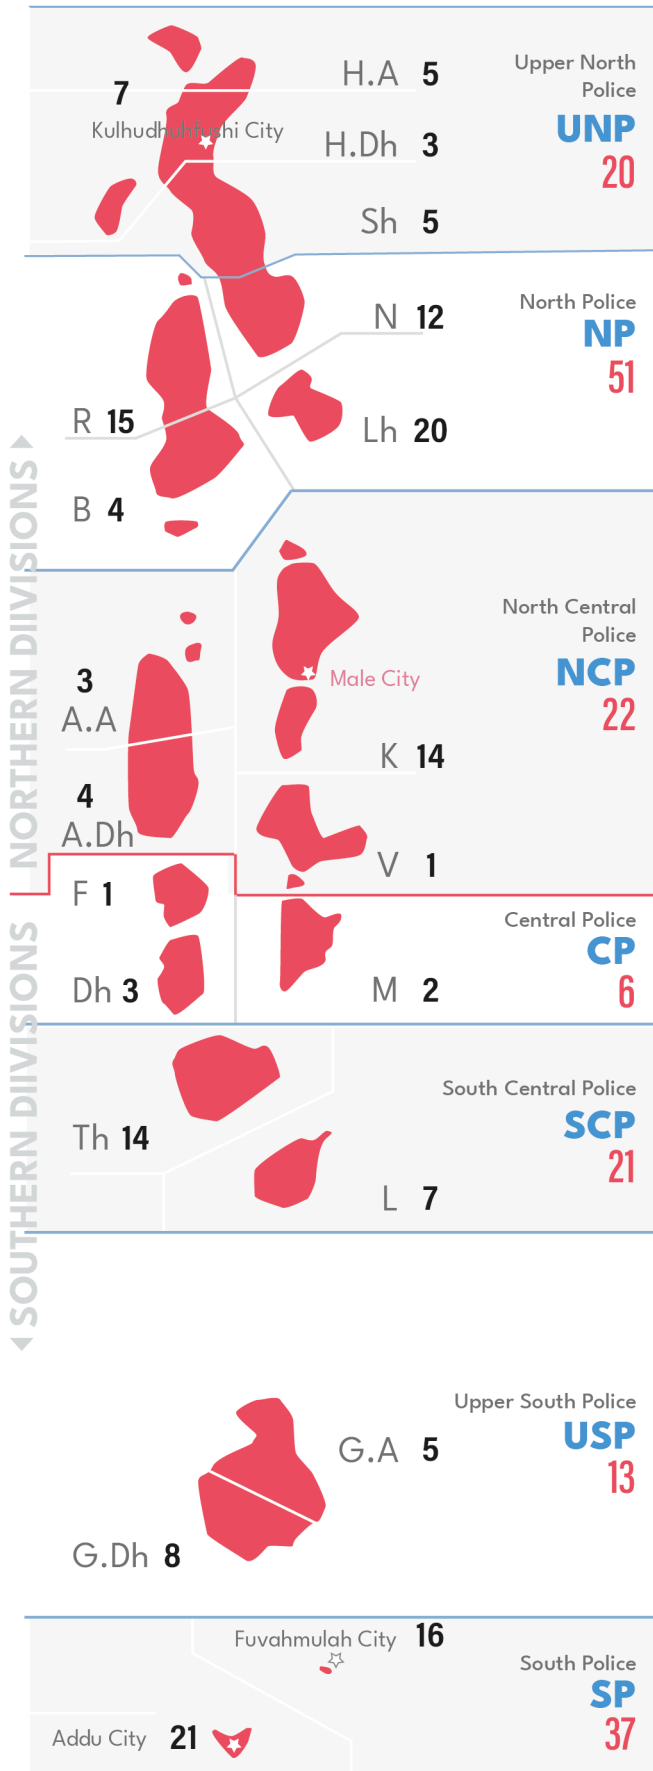 H.A 5
Upper North
Police
UNP
20
7
Kulhudhuhfushi City
H.Dh 3
Sh 5
N 12
North Police
NP
51
R 15
Lh 20
B 4
NORTHERN DIIVISIONS
North Central
Police
NCP
22
3
A.A
Male City
K 14
4
A.Dh
V 1
F 1
Central Police
CP
6
Dh 3
M 2
SOUTHERN DIIVISIONS
South Central Police
SCP
21
Th 14
L 7
Upper South Police
USP
13
G.A 5
G.Dh 8
Fuvahmulah City 16
South Police
SP
37
Addu City 21